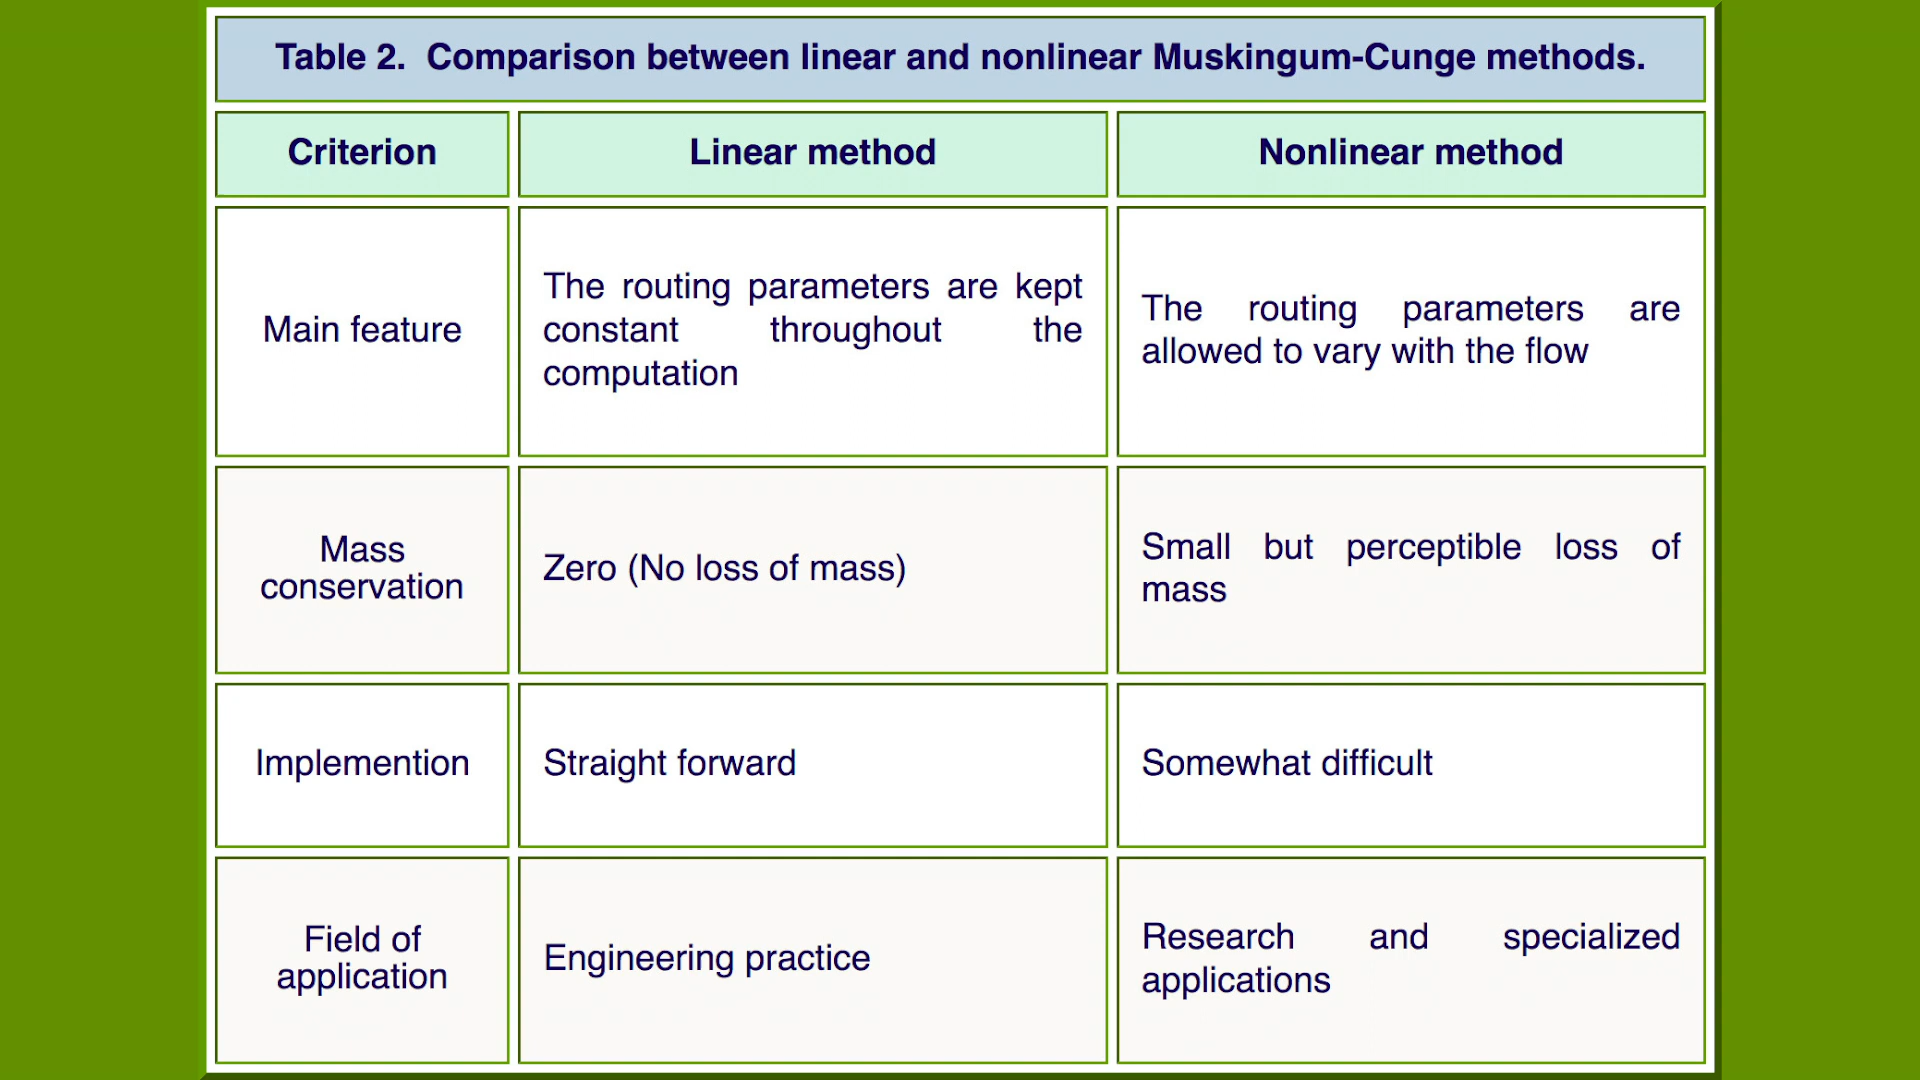 Table 2. Comparison between linear and nonlinear Muskingum-Cunge methods.
Criterion
Linear method
Nonlinear method
Main feature
The routing parameters are kept
constant throughout the
computation
The routing parameters are
allowed to vary with the flow
Mass
conservation
Zero (No loss of mass)
Small but perceptible loss of
mass
Implemention
Straight forward
Somewhat difficult
Field of
application
Engineering practice
Research and specialized
applications